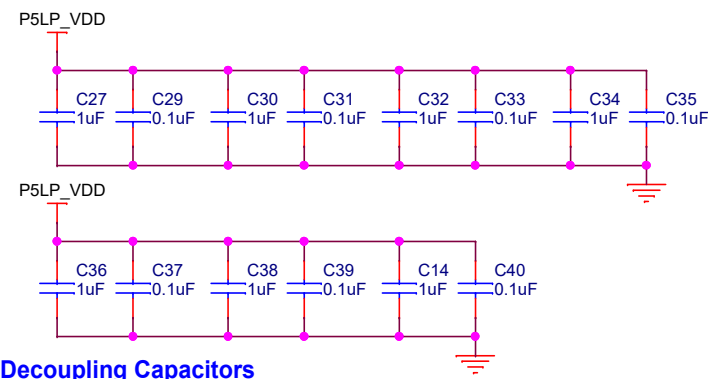 P5LP_VDD
C27 C29 C30 C31 C32 C33 C34 C35
1uF 0.1uF 1uF 0.1uF 1uF 0.1uF 1uF 0.1uF
P5LP_VDD
C36 C37 C38 C39 C14 C40
1uF 0.1uF 1uF 0.1uF 1uF 0.1uF
Decoupling Capacitors